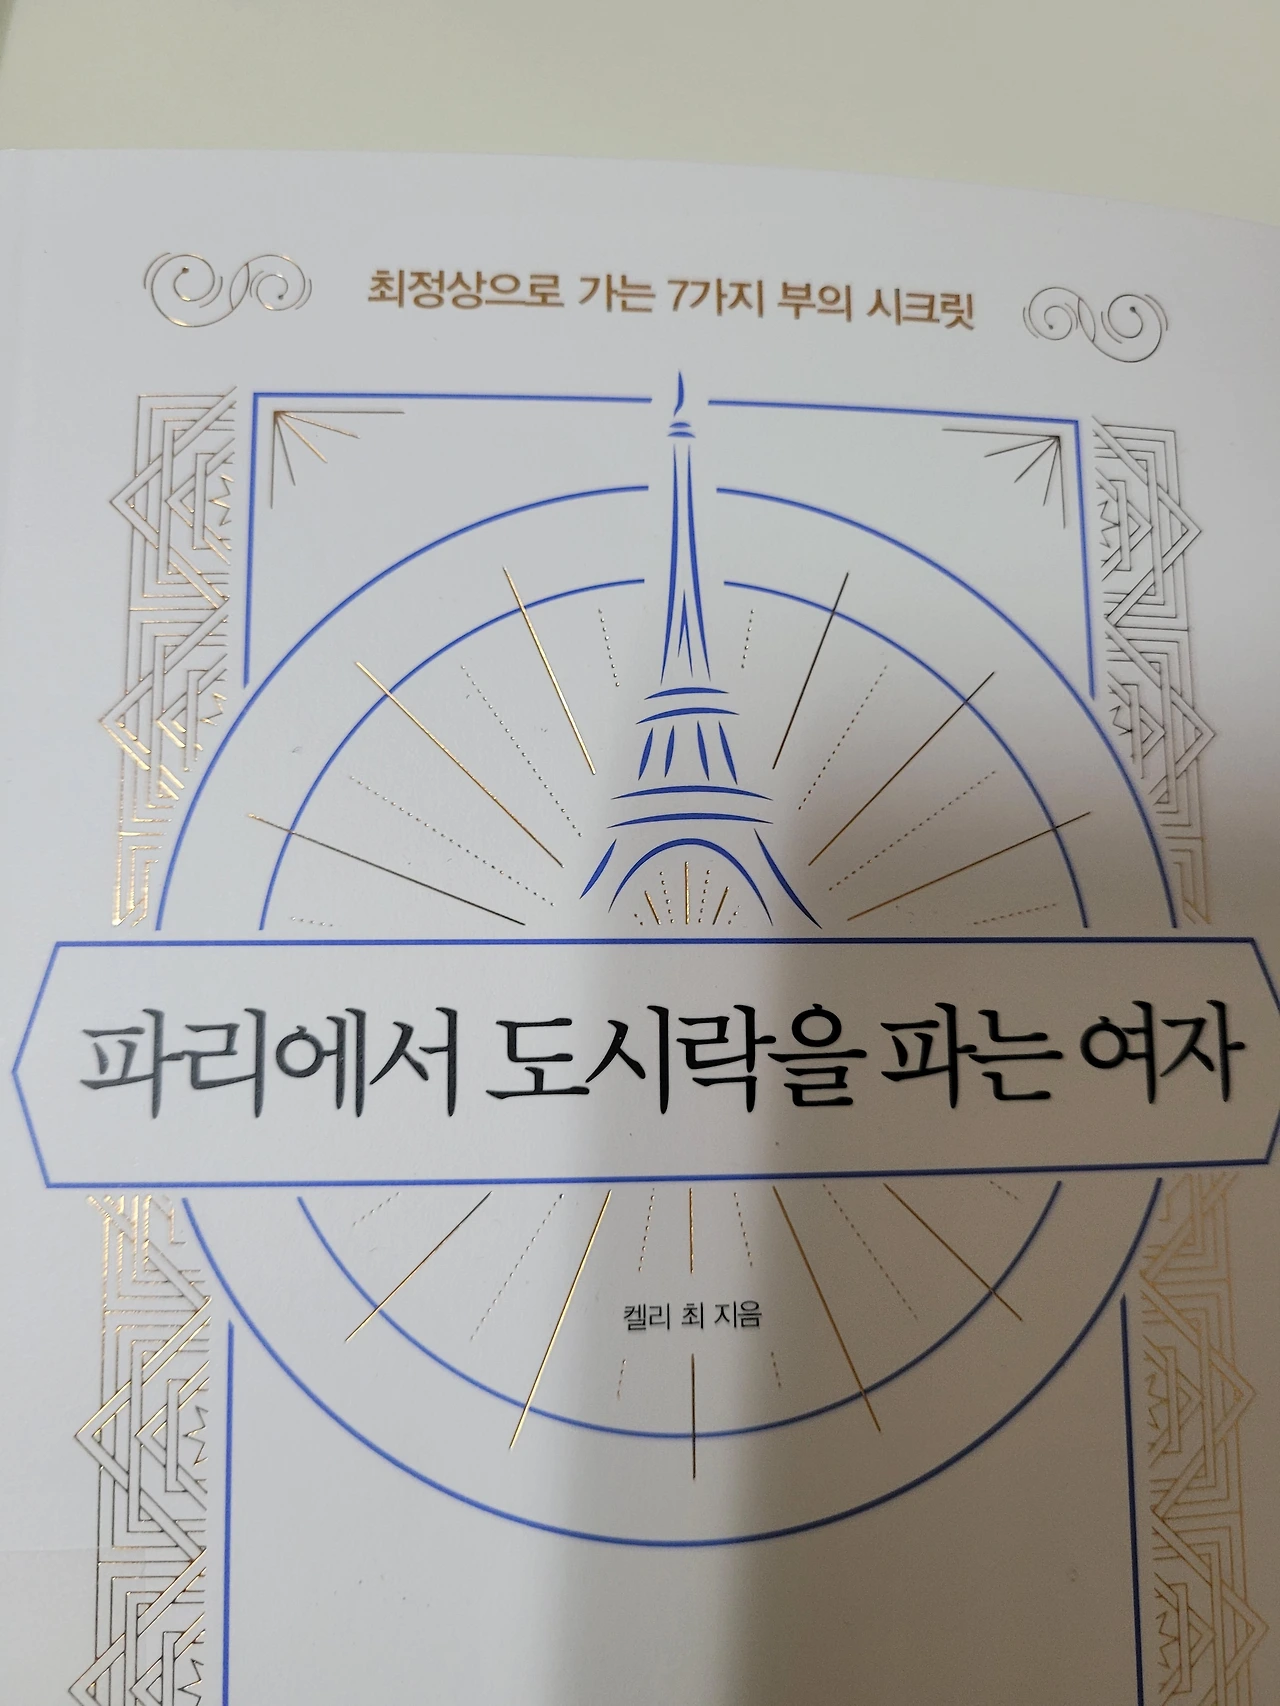 최정상으로 가는 7가지 부의 시크릿
파리에서 도시락을 파는 여자
켈리 최 지음